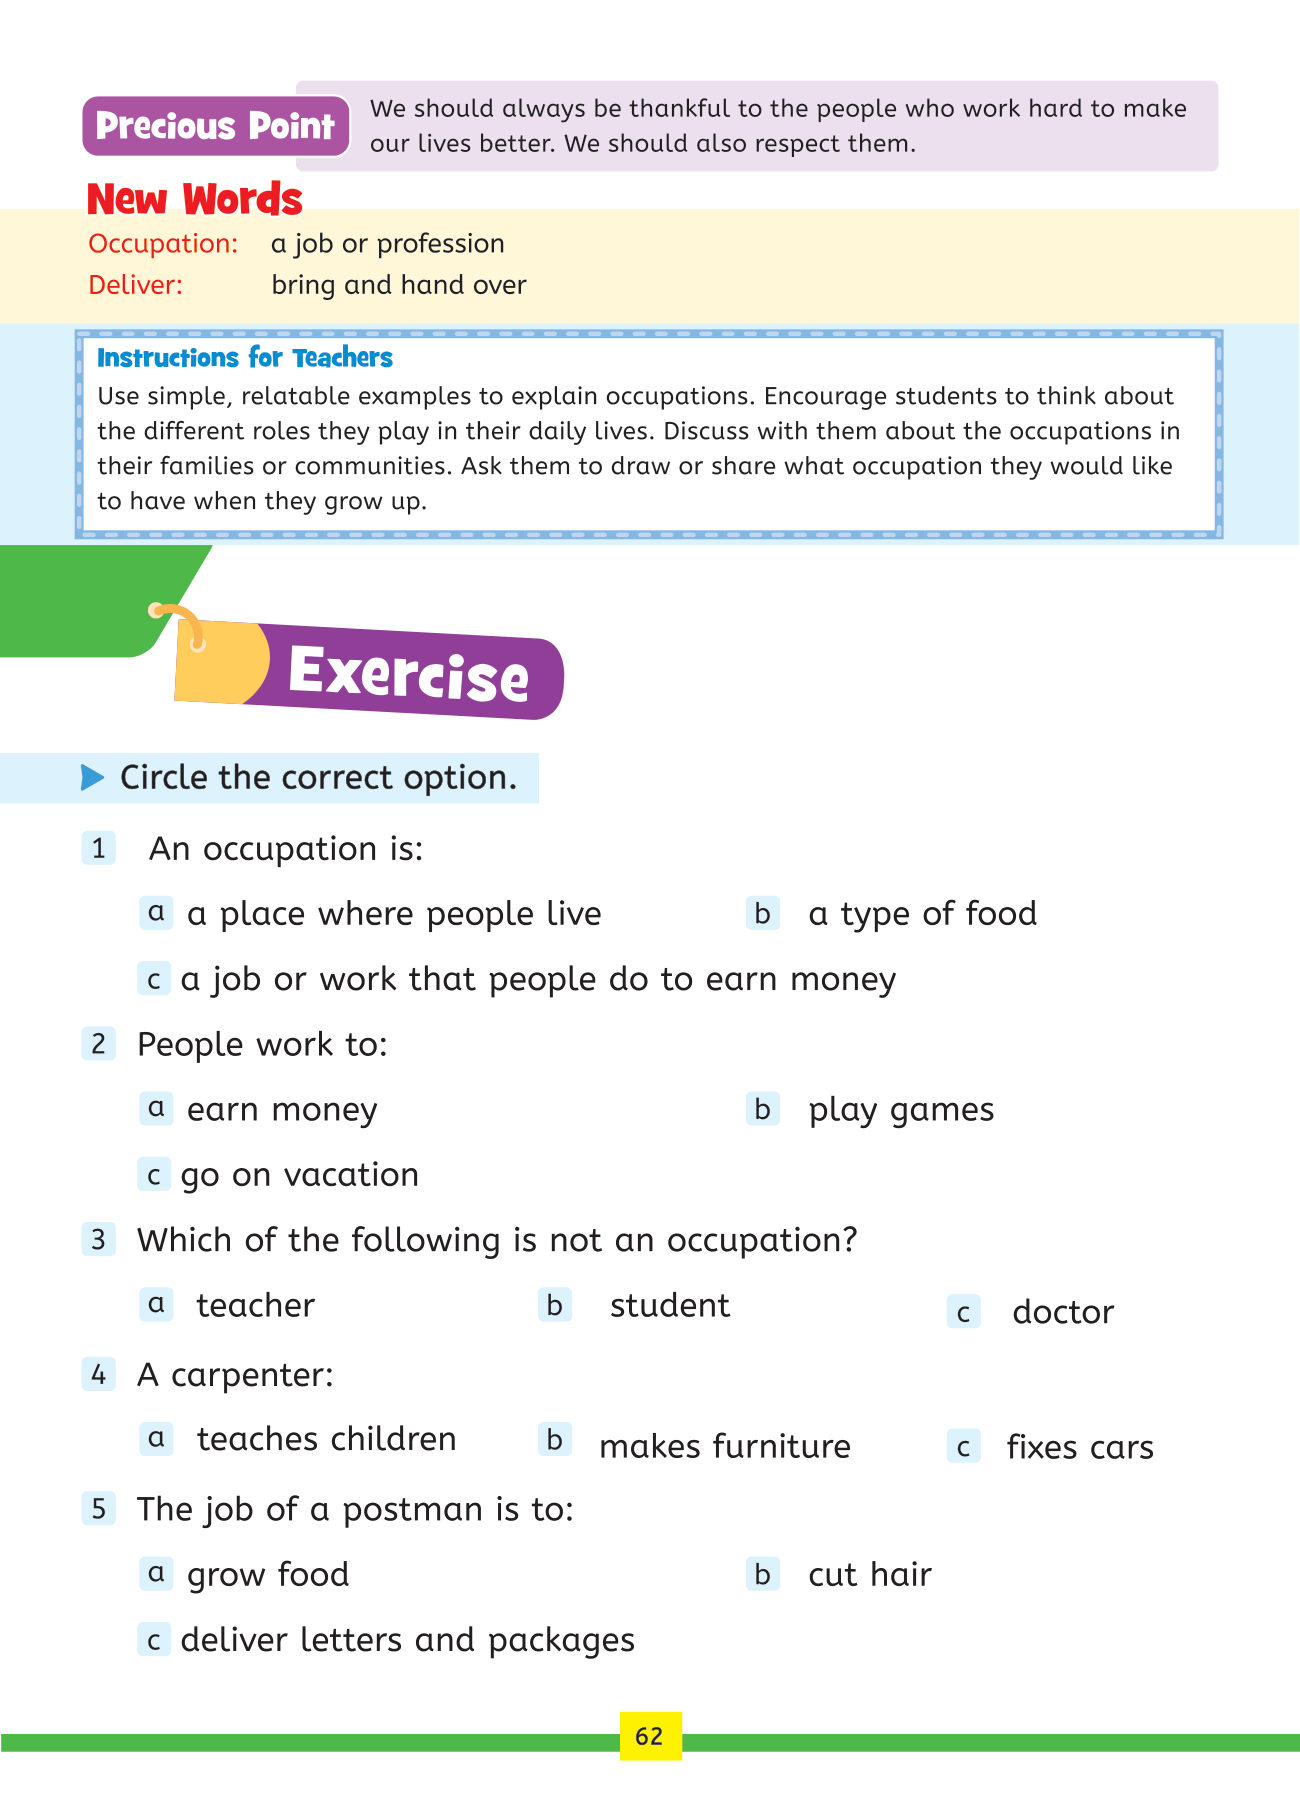 Precious Point
We should always be thankful to the people who work hard to make
our lives better. We should also respect them.
New Words
Occupation: a job or profession
Deliver: bring and hand over
Instructions for Teachers
Use simple, relatable examples to explain occupations. Encourage students to think about
the different roles they play in their daily lives. Discuss with them about the occupations in
their families or communities. Ask them to draw or share what occupation they would like
to have when they grow up.
Exercise
Circle the correct option.
1 An occupation is:
a a place where people live b a type of food
c a job or work that people do to earn money
2 People work to:
a earn money b play games
c go on vacation
3 Which of the following is not an occupation?
a teacher b student c doctor
4 A carpenter:
a teaches children b makes furniture c fixes cars
5 The job of a postman is to:
a grow food b cut hair
c deliver letters and packages
62